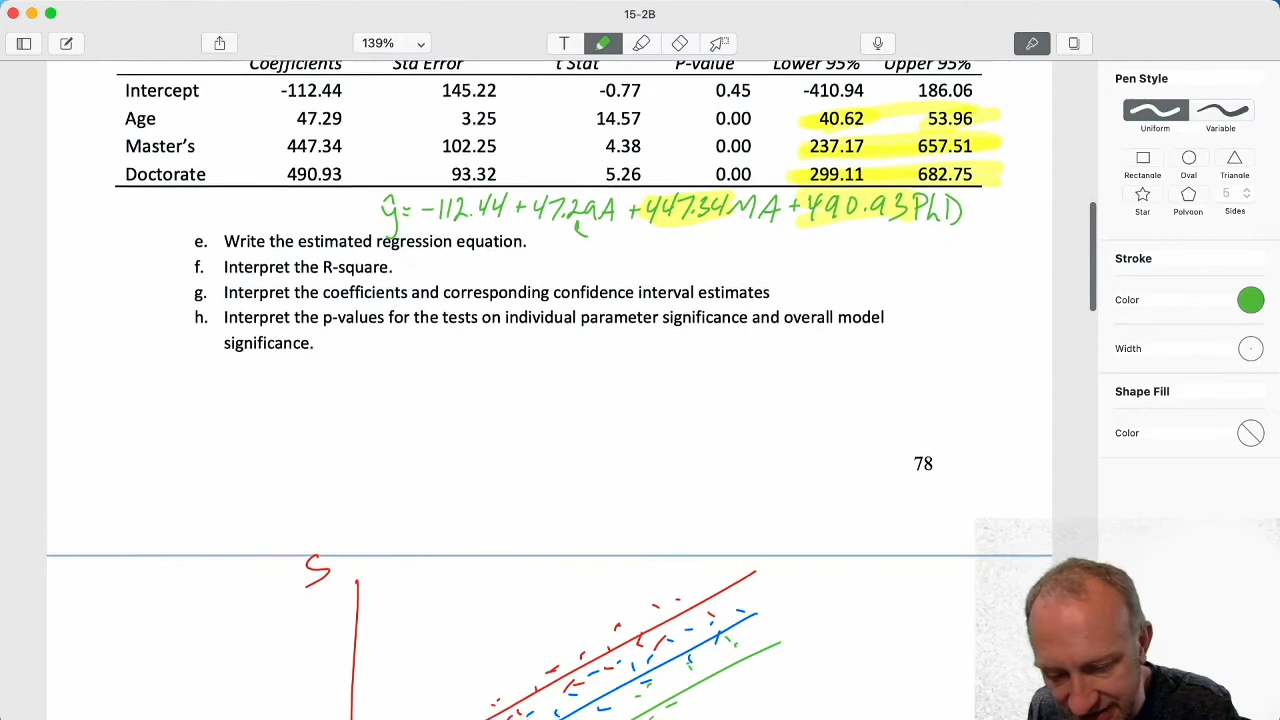 15-2B
139%
T
Coefficients Std Error t Stat P-value Lower 95% Upper 95%
Intercept -112.44 145.22 -0.77 0.45 -410.94 186.06
Age 47.29 3.25 14.57 0.00 40.62 53.96
Master's 447.34 102.25 4.38 0.00 237.17 657.51
Doctorate 490.93 93.32 5.26 0.00 299.11 682.75
ŷ = -112.44 + 47.29A + 447.34MA + 490.93PhD
e. Write the estimated regression equation.
f. Interpret the R-square.
g. Interpret the coefficients and corresponding confidence interval estimates
h. Interpret the p-values for the tests on individual parameter significance and overall model
significance.
78
S
Pen Style
Uniform Variable
Rectangle Oval Triangle
Star Polygon 5 Sides
Stroke
Color
Width
Shape Fill
Color